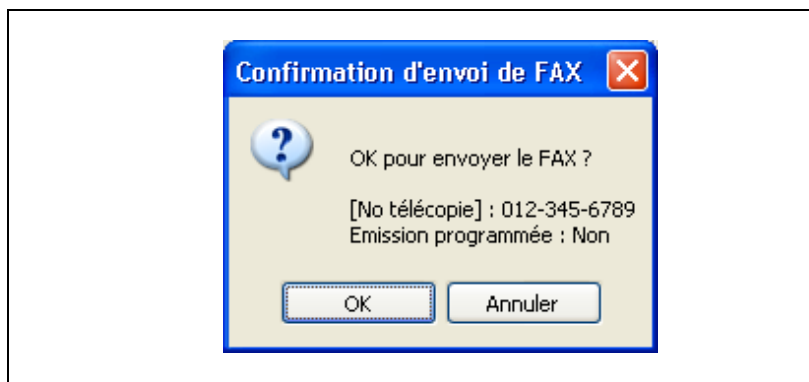 Confirmation d'envoi de FAX
OK pour envoyer le FAX ?
[No télécopie] : 012-345-6789
Emission programmée : Non
OK
Annuler